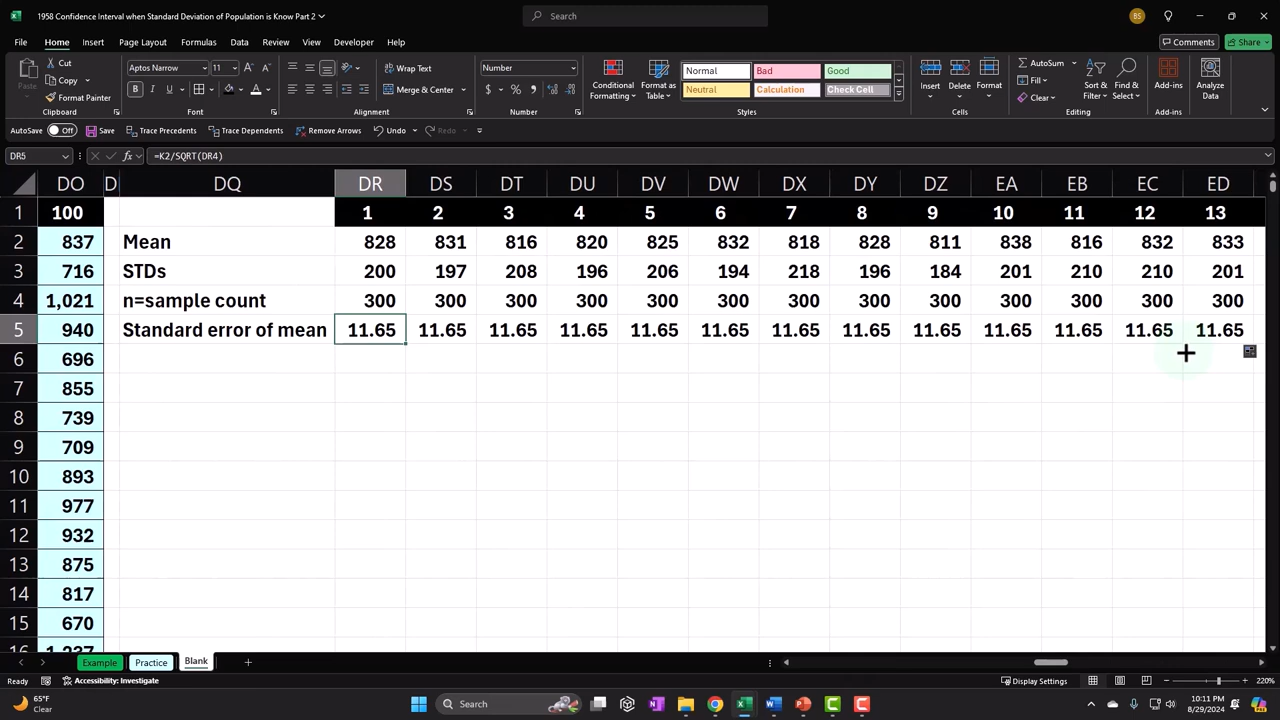 1958 Confidence Interval when Standard Deviation of Population is Know Part 2
Search
BS
File Home Insert Page Layout Formulas Data Review View Developer Help
Comments Share
Paste Cut Copy Format Painter Clipboard
Aptos Narrow 11 Font
Wrap Text Merge & Center Alignment
Number Number
Conditional Formatting Format as Table
Normal Bad Good
Neutral Calculation Check Cell
Styles
Insert Delete Format Cells
AutoSum Fill Clear Sort & Filter Find & Select Editing
Add-ins Add-ins
Analyze Data
AutoSave Off Save Trace Precedents Trace Dependents Remove Arrows Undo Redo
DR5 fx =K2/SQRT(DR4)
DO D DQ DR DS DT DU DV DW DX DY DZ EA EB EC ED
1 100 1 2 3 4 5 6 7 8 9 10 11 12 13
2 837 Mean 828 831 816 820 825 832 818 828 811 838 816 832 833
3 716 STDs 200 197 208 196 206 194 218 196 184 201 210 210 201
4 1,021 n=sample count 300 300 300 300 300 300 300 300 300 300 300 300 300
5 940 Standard error of mean 11.65 11.65 11.65 11.65 11.65 11.65 11.65 11.65 11.65 11.65 11.65 11.65 11.65
6 696
7 855
8 739
9 709
10 893
11 977
12 932
13 875
14 817
15 670
16 1,237
Example Practice Blank
Accessibility: Investigate
Display Settings 220%
65°F
Clear
Search
10:11 PM
8/29/2024